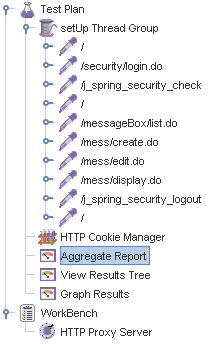 Test Plan
setUp Thread Group
/
/security/login.do
/j_spring_security_check
/
/messageBox/list.do
/mess/create.do
/mess/edit.do
/mess/display.do
/j_spring_security_logout
/
HTTP Cookie Manager
Aggregate Report
View Results Tree
Graph Results
WorkBench
HTTP Proxy Server